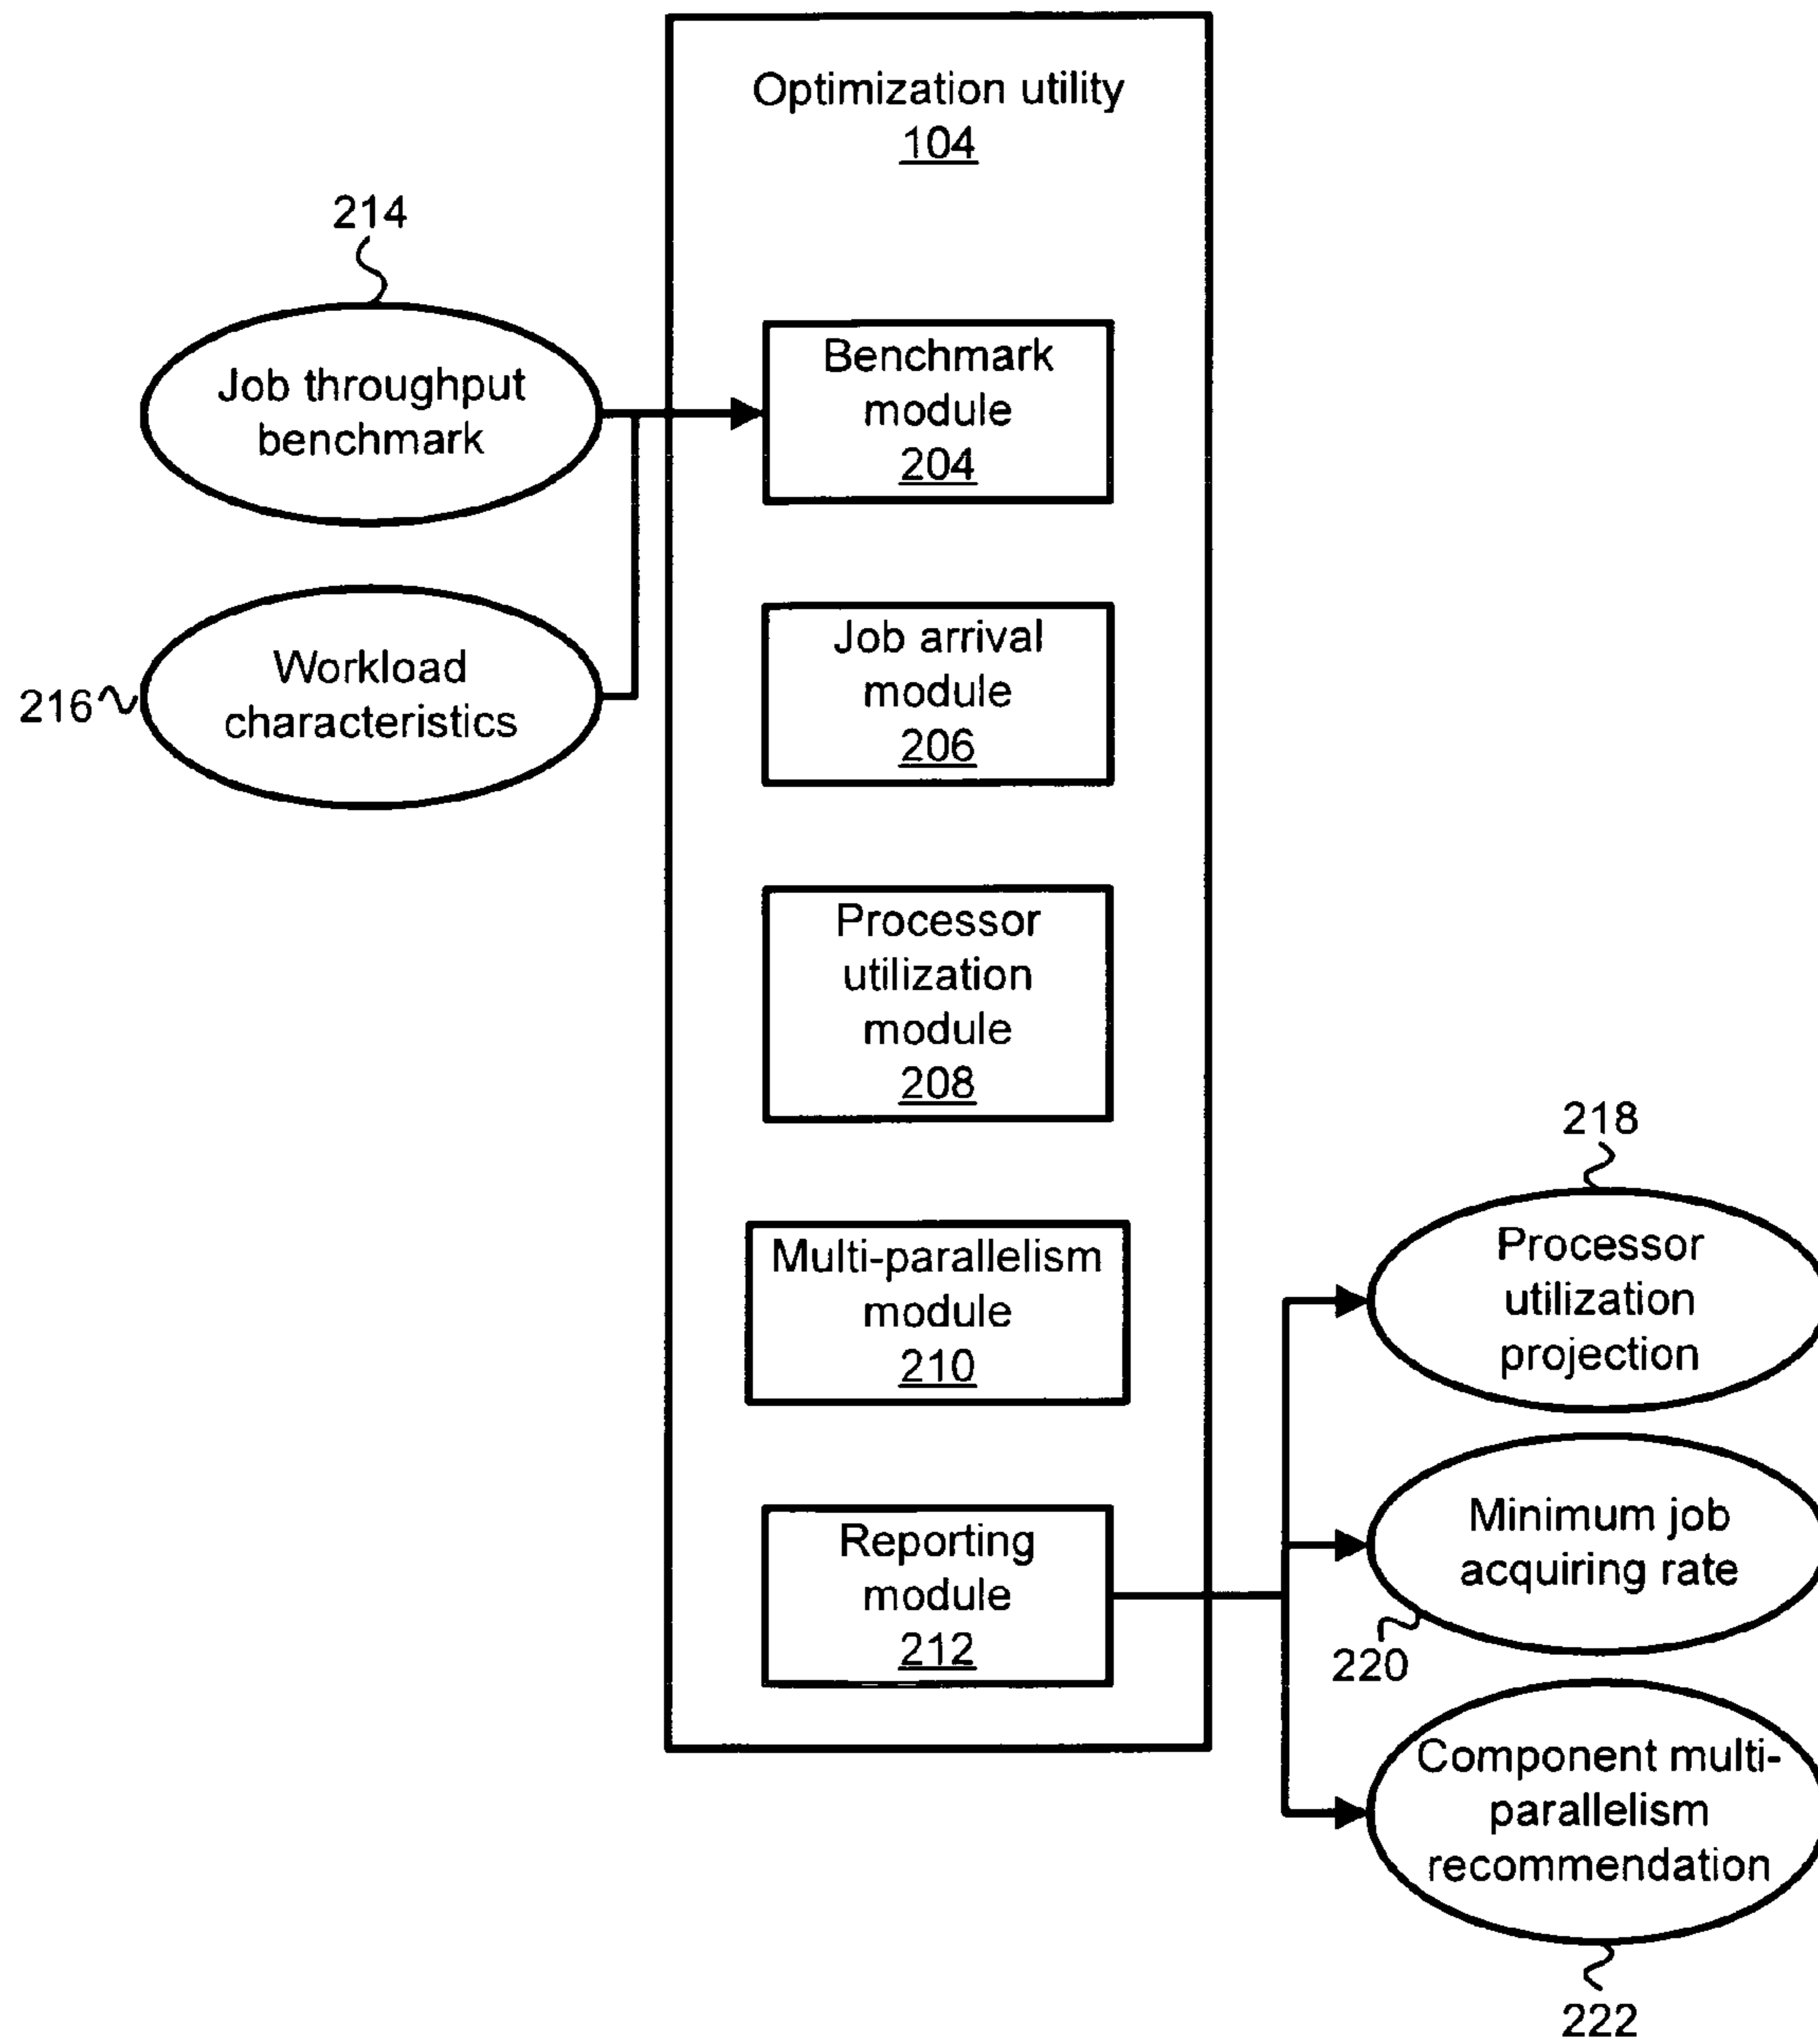 Optimization utility
104
214
Job throughput
benchmark
Benchmark
module
204
Workload
characteristics
216
Job arrival
module
206
Processor
utilization
module
208
Multi-parallelism
module
210
Reporting
module
212
218
Processor
utilization
projection
Minimum job
acquiring rate
220
Component multi-
parallelism
recommendation
222